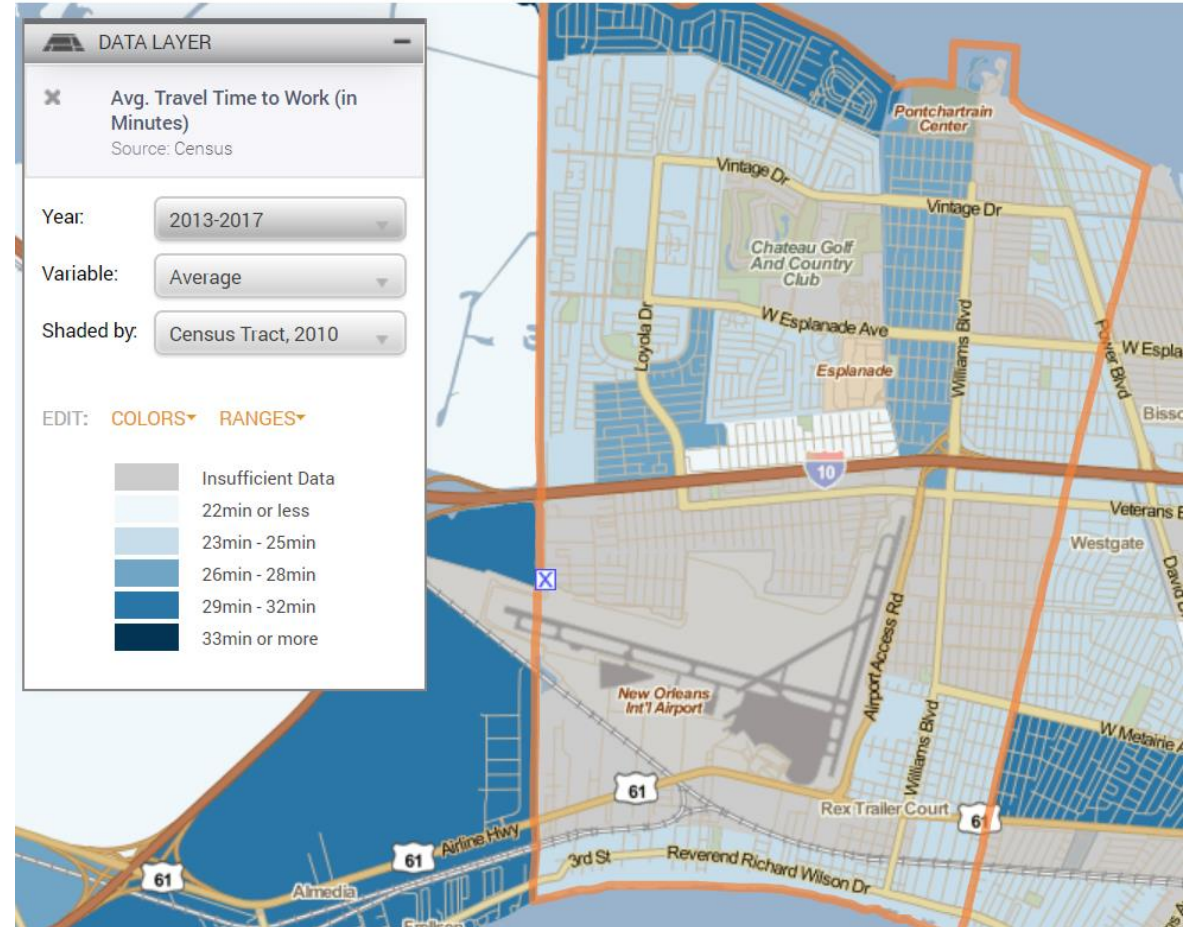 DATA LAYER
Avg. Travel Time to Work (in
Minutes)
Source: Census
Year:
2013-2017
Variable:
Average
Shaded by:
Census Tract, 2010
EDIT:
COLORS
RANGES
Insufficient Data
22min or less
23min - 25min
26min - 28min
29min - 32min
33min or more
Pontchartrain
Center
Vintage Dr
Vintage Dr
Chateau Golf
And Country
Club
Loyola Dr
W Esplanade Ave
Williams Blvd
Power Blvd
W Espla
Esplanade
Bisso
10
Veterans B
Westgate
David D
X
Airport Access Rd
New Orleans
Int'l Airport
Williams Blvd
W Metairie A
61
Rex Trailer Court
61
Airline Hwy
61
3rd St
Reverend Richard Wilson Dr
61
Almedia